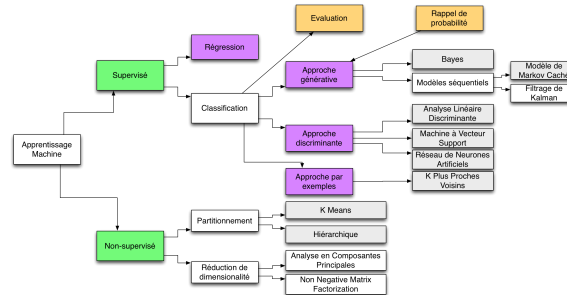 Evaluation
Rappel de
probabilité
Régression
Supervisé
Approche
générative
Bayes
Modèles séquentiels
Modèle de
Markov Caché
Filtrage de
Kalman
Classification
Analyse Linéaire
Discriminante
Apprentissage
Machine
Approche
discriminante
Machine à Vecteur
Support
Réseau de Neurones
Artificiels
Approche par
exemples
K Plus Proches
Voisins
Partitionnement
K Means
Hiérarchique
Non-supervisé
Réduction de
dimensionalité
Analyse en Composantes
Principales
Non Negative Matrix
Factorization